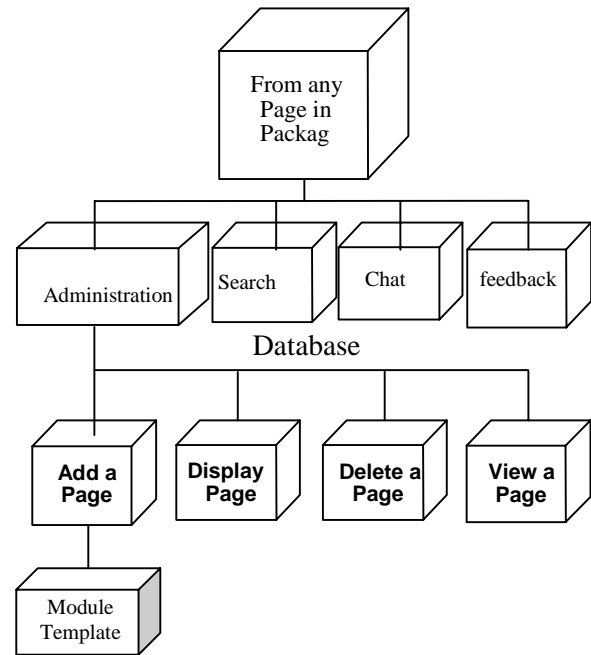 From any
Page in
Packag
Administration
Search
Chat
feedback
Database
Add a
Page
Display
Page
Delete a
Page
View a
Page
Module
Template